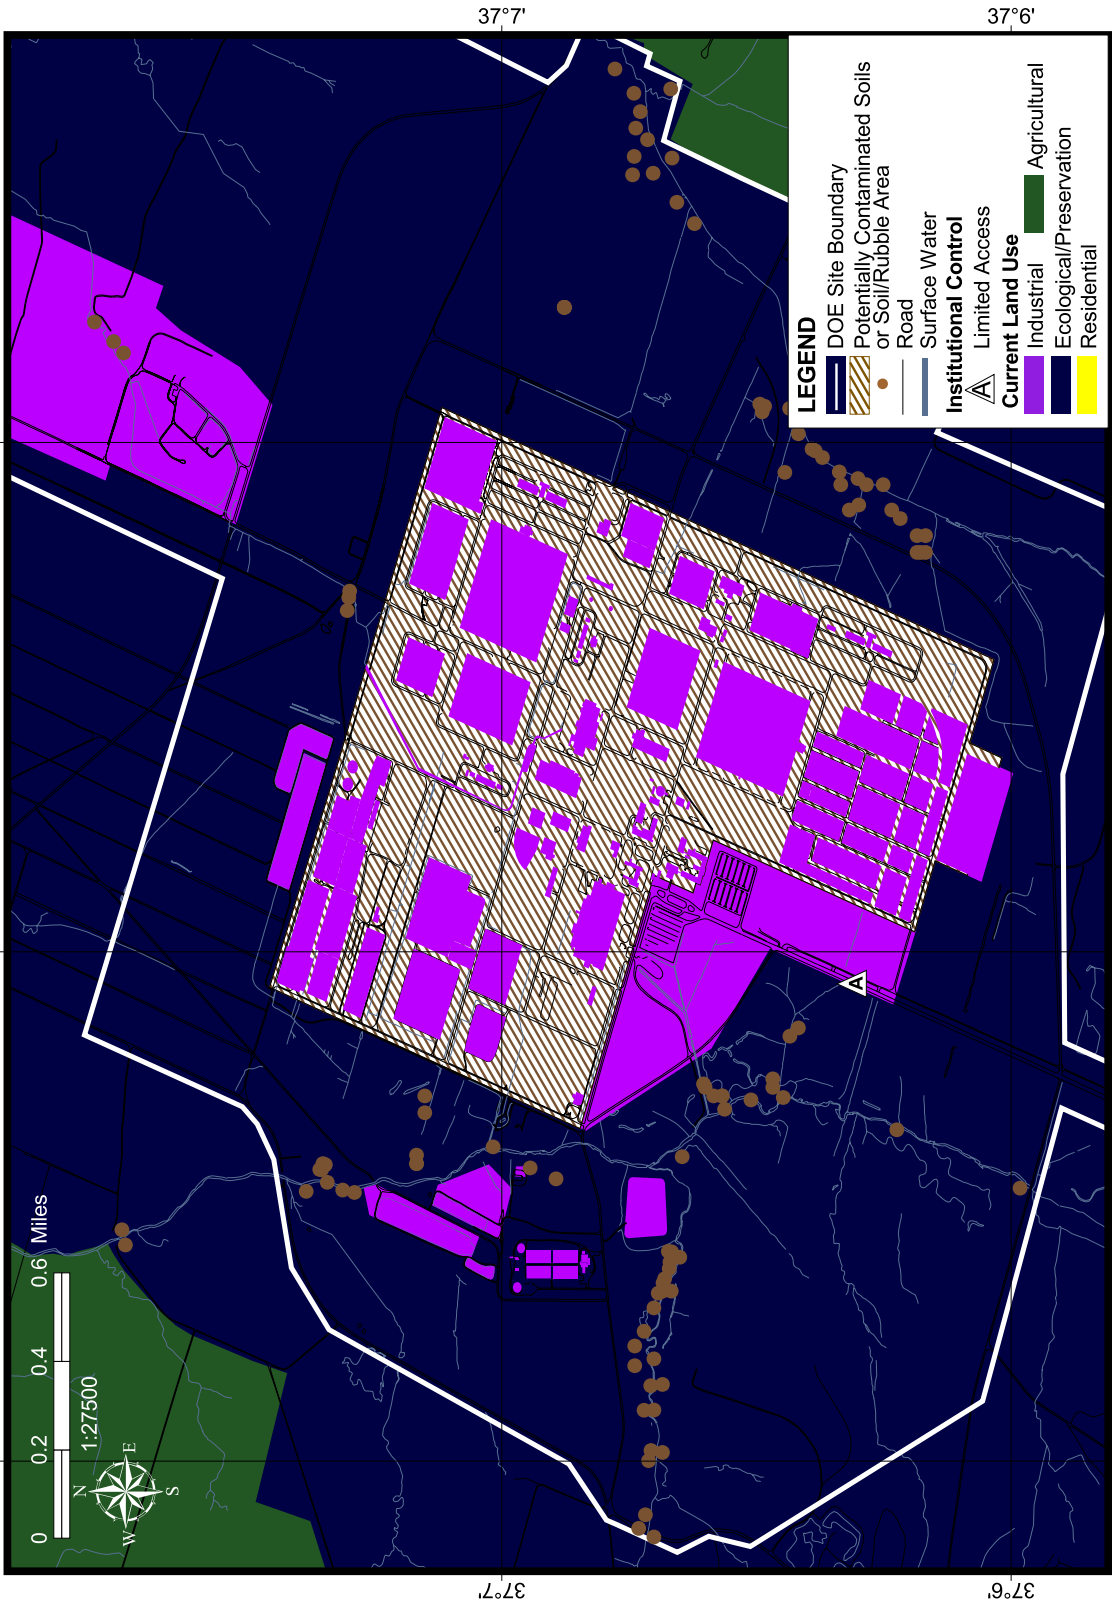 37°7'
37°6'
LEGEND
DOE Site Boundary
Potentially Contaminated Soils
or Soil/Rubble Area
Road
Surface Water
Institutional Control
A
Limited Access
Current Land Use
Industrial
Agricultural
Ecological/Preservation
Residential
A
0 0.2 0.4 0.6 Miles
1:27500
N
W E
S
37°7'
37°6'